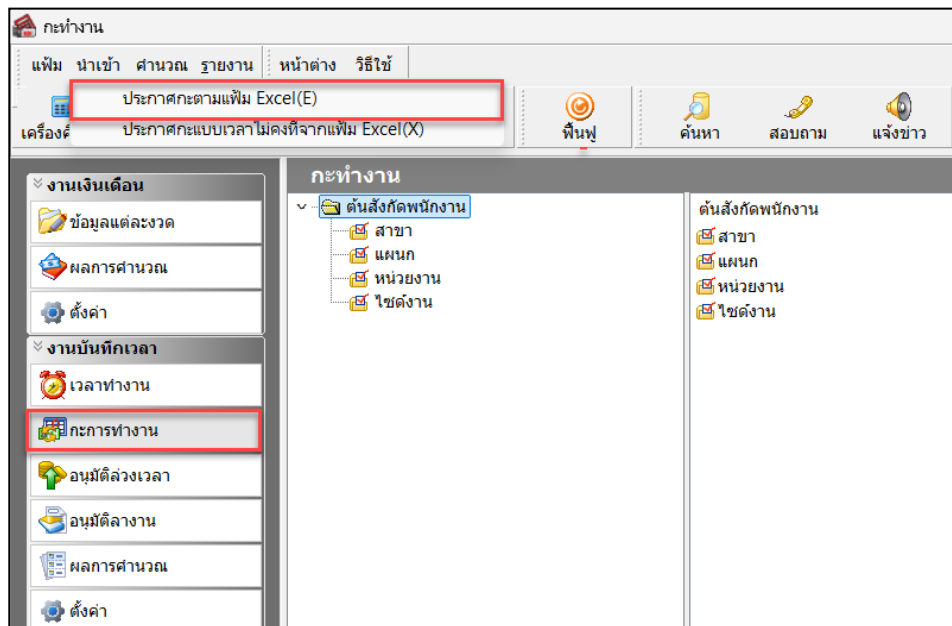 กะทำงาน
แฟ้ม นำเข้า คำนวณ รายงาน หน้าต่าง วิธีใช้
ประกาศกะตามแฟ้ม Excel(E)
ประกาศกะแบบเวลาไม่คงที่จากแฟ้ม Excel(X)
ฟื้นฟู ค้นหา สอบถาม แจ้งข่าว
กะทำงาน
งานเงินเดือน
ข้อมูลแต่ละงวด
ผลการคำนวณ
ตั้งค่า
งานบันทึกเวลา
เวลาทำงาน
กะการทำงาน
อนุมัติล่วงเวลา
อนุมัติลางาน
ผลการคำนวณ
ตั้งค่า
ต้นสังกัดพนักงาน
สาขา
แผนก
หน่วยงาน
ไซด์งาน
ต้นสังกัดพนักงาน
สาขา
แผนก
หน่วยงาน
ไซด์งาน